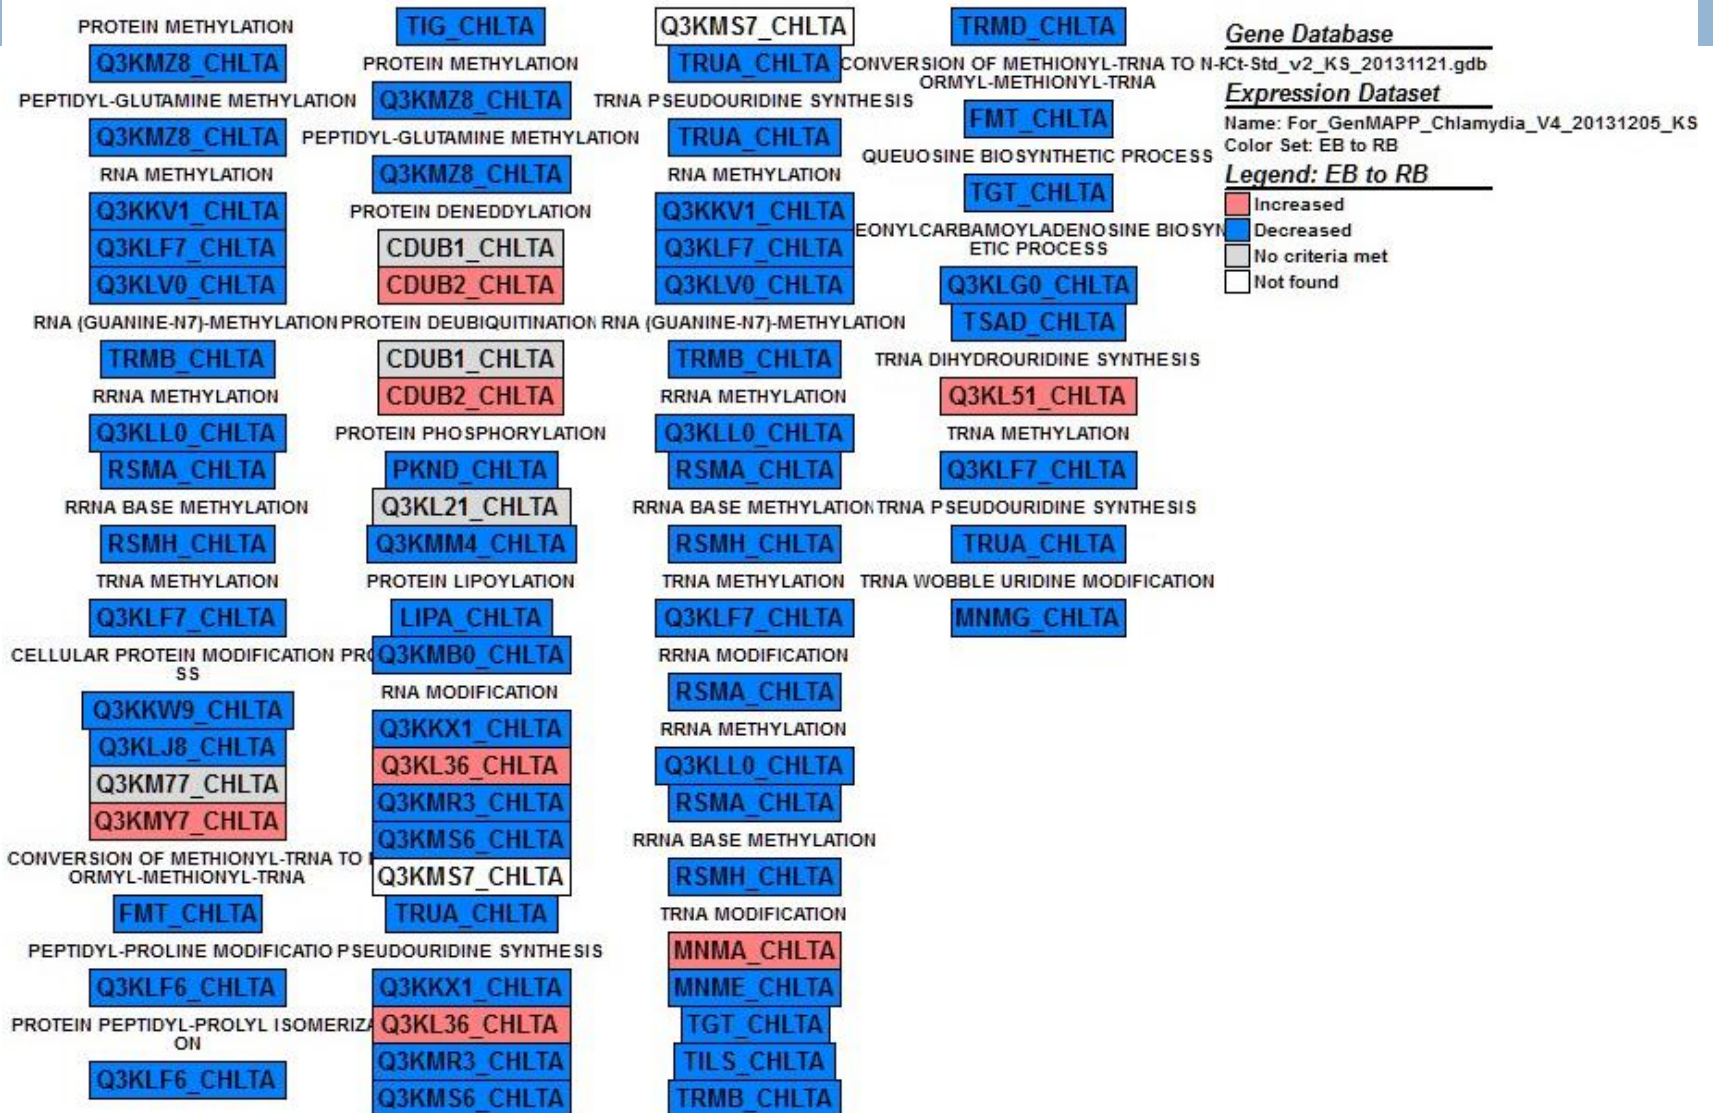 PROTEIN METHYLATION
Q3KMZ8_CHLTA
PEPTIDYL-GLUTAMINE METHYLATION
Q3KMZ8_CHLTA
RNA METHYLATION
Q3KKV1_CHLTA
Q3KLF7_CHLTA
Q3KLV0_CHLTA
RNA (GUANINE-N7)-METHYLATION
TRMB_CHLTA
RRNA METHYLATION
Q3KLL0_CHLTA
RSMA_CHLTA
RRNA BASE METHYLATION
RSMH_CHLTA
TRNA METHYLATION
Q3KLF7_CHLTA
CELLULAR PROTEIN MODIFICATION PRO
SS
Q3KKW9_CHLTA
Q3KLJ8_CHLTA
Q3KM77_CHLTA
Q3KMY7_CHLTA
CONVERSION OF METHIONYL-TRNA TO
ORMYL-METHIONYL-TRNA
FMT_CHLTA
PEPTIDYL-PROLINE MODIFICATIO
Q3KLF6_CHLTA
PROTEIN PEPTIDYL-PROLYL ISOMERIZA
ON
Q3KLF6_CHLTA
TIG_CHLTA
PROTEIN METHYLATION
Q3KMZ8_CHLTA
PEPTIDYL-GLUTAMINE METHYLATION
Q3KMZ8_CHLTA
PROTEIN DENEDDYLATION
CDUB1_CHLTA
CDUB2_CHLTA
PROTEIN DEUBIQUITINATION
CDUB1_CHLTA
CDUB2_CHLTA
PROTEIN PHOSPHORYLATION
PKND_CHLTA
Q3KL21_CHLTA
Q3KMM4_CHLTA
PROTEIN LIPOYLATION
LIPA_CHLTA
Q3KMB0_CHLTA
RNA MODIFICATION
Q3KKX1_CHLTA
Q3KL36_CHLTA
Q3KMR3_CHLTA
Q3KMS6_CHLTA
Q3KMS7_CHLTA
TRUA_CHLTA
PSEUDOURIDINE SYNTHESIS
Q3KKX1_CHLTA
Q3KL36_CHLTA
Q3KMR3_CHLTA
Q3KMS6_CHLTA
Q3KMS7_CHLTA
TRUA_CHLTA
TRNA PSEUDOURIDINE SYNTHESIS
TRUA_CHLTA
RNA METHYLATION
Q3KKV1_CHLTA
Q3KLF7_CHLTA
Q3KLV0_CHLTA
RNA (GUANINE-N7)-METHYLATION
TRMB_CHLTA
RRNA METHYLATION
Q3KLL0_CHLTA
RSMA_CHLTA
RRNA BASE METHYLATION
RSMH_CHLTA
TRNA METHYLATION
Q3KLF7_CHLTA
RRNA MODIFICATION
RSMA_CHLTA
RRNA METHYLATION
Q3KLL0_CHLTA
RSMA_CHLTA
RRNA BASE METHYLATION
RSMH_CHLTA
TRNA MODIFICATION
MNMA_CHLTA
MNME_CHLTA
TGT_CHLTA
TILS_CHLTA
TRMB_CHLTA
TRMD_CHLTA
CONVERSION OF METHIONYL-TRNA TO N-F
ORMYL-METHIONYL-TRNA
FMT_CHLTA
QUEUOSINE BIOSYNTHETIC PROCESS
TGT_CHLTA
EONYLCARBAMOYLADENOSINE BIOSYN
ETIC PROCESS
Q3KLG0_CHLTA
TSAD_CHLTA
TRNA DIHYDROURIDINE SYNTHESIS
Q3KL51_CHLTA
TRNA METHYLATION
Q3KLF7_CHLTA
TRNA PSEUDOURIDINE SYNTHESIS
TRUA_CHLTA
TRNA WOBBLE URIDINE MODIFICATION
MNMG_CHLTA
Gene Database
Ct-Std_v2_KS_20131121.gdb
Expression Dataset
Name: For_GenMAPP_Chlamydia_V4_20131205_KS
Color Set: EB to RB
Legend: EB to RB
Increased
Decreased
No criteria met
Not found